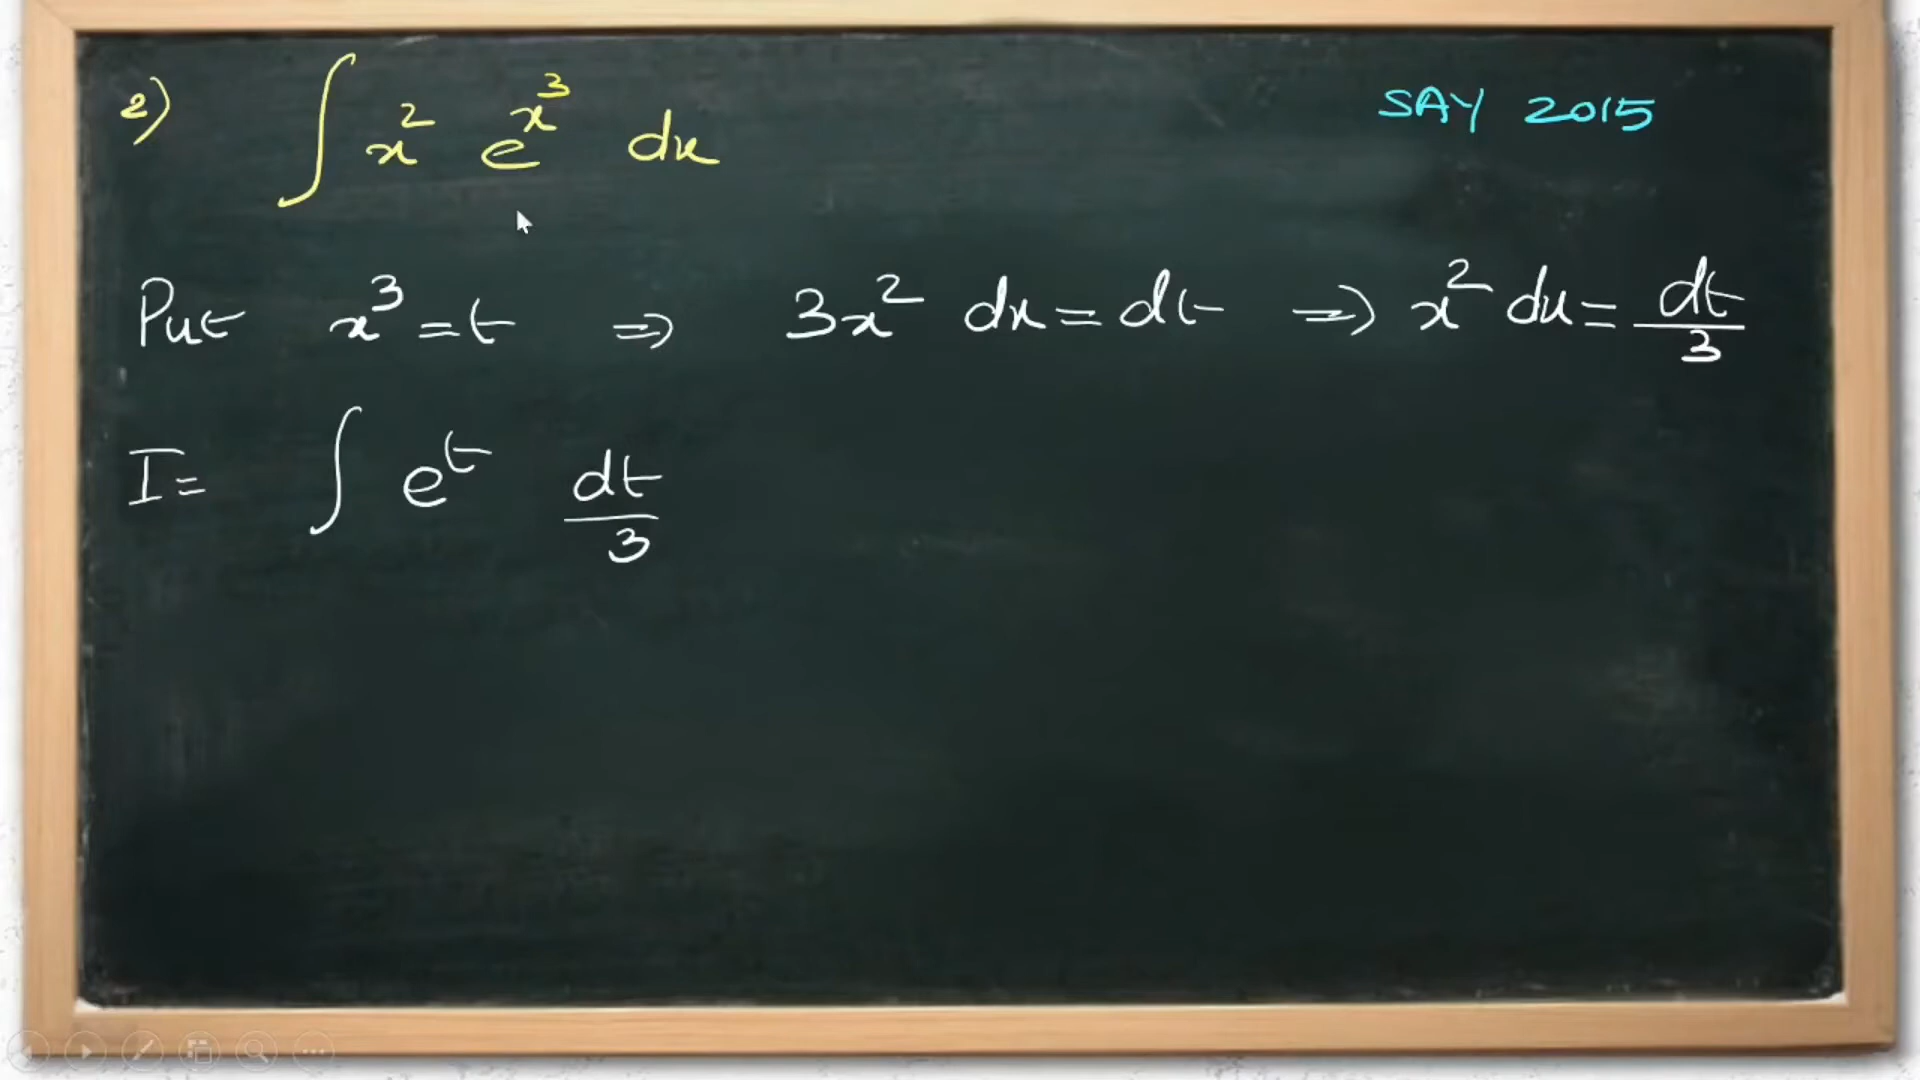 2) ∫ x² e^x³ dx SAY 2015
Put x³ = t ⇒ 3x² dx = dt ⇒ x² dx = dt/3
I = ∫ e^t dt/3